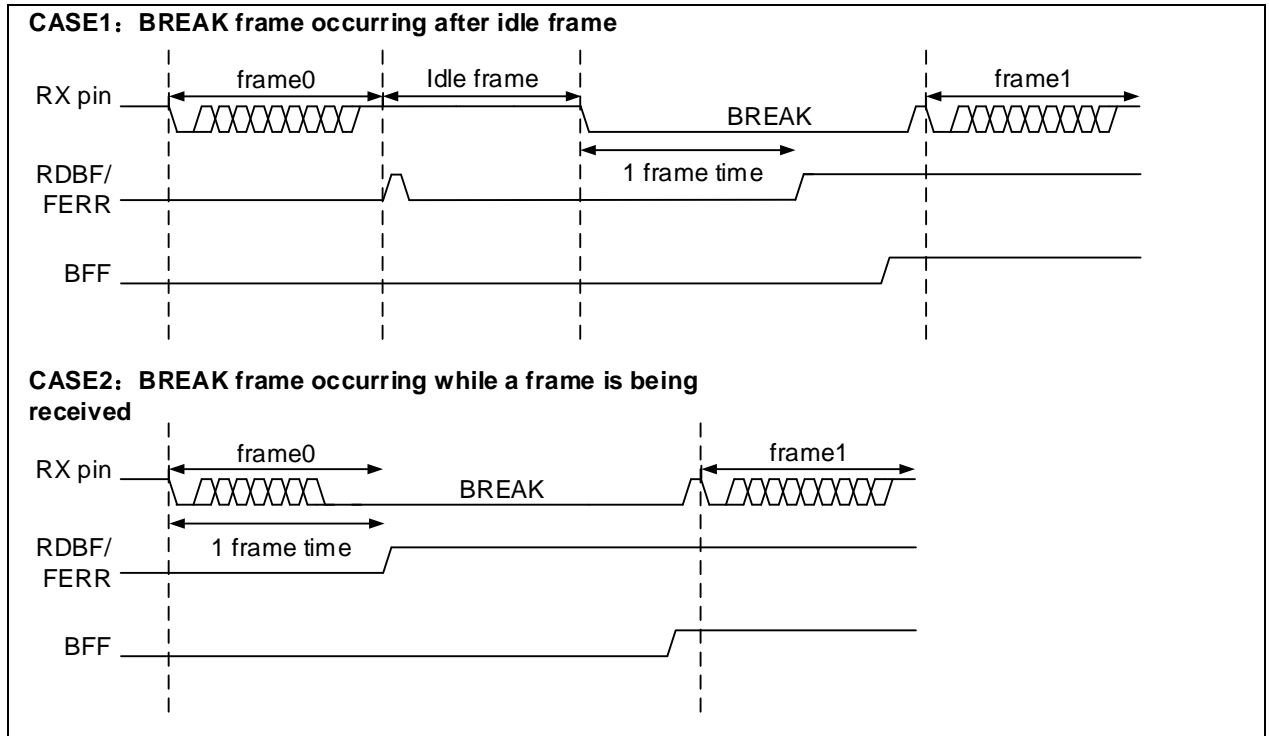 CASE1：BREAK frame occurring after idle frame
frame0
Idle frame
frame1
RX pin
BREAK
1 frame time
RDBF/
FERR
BFF
CASE2：BREAK frame occurring while a frame is being
received
frame0
frame1
RX pin
BREAK
1 frame time
RDBF/
FERR
BFF